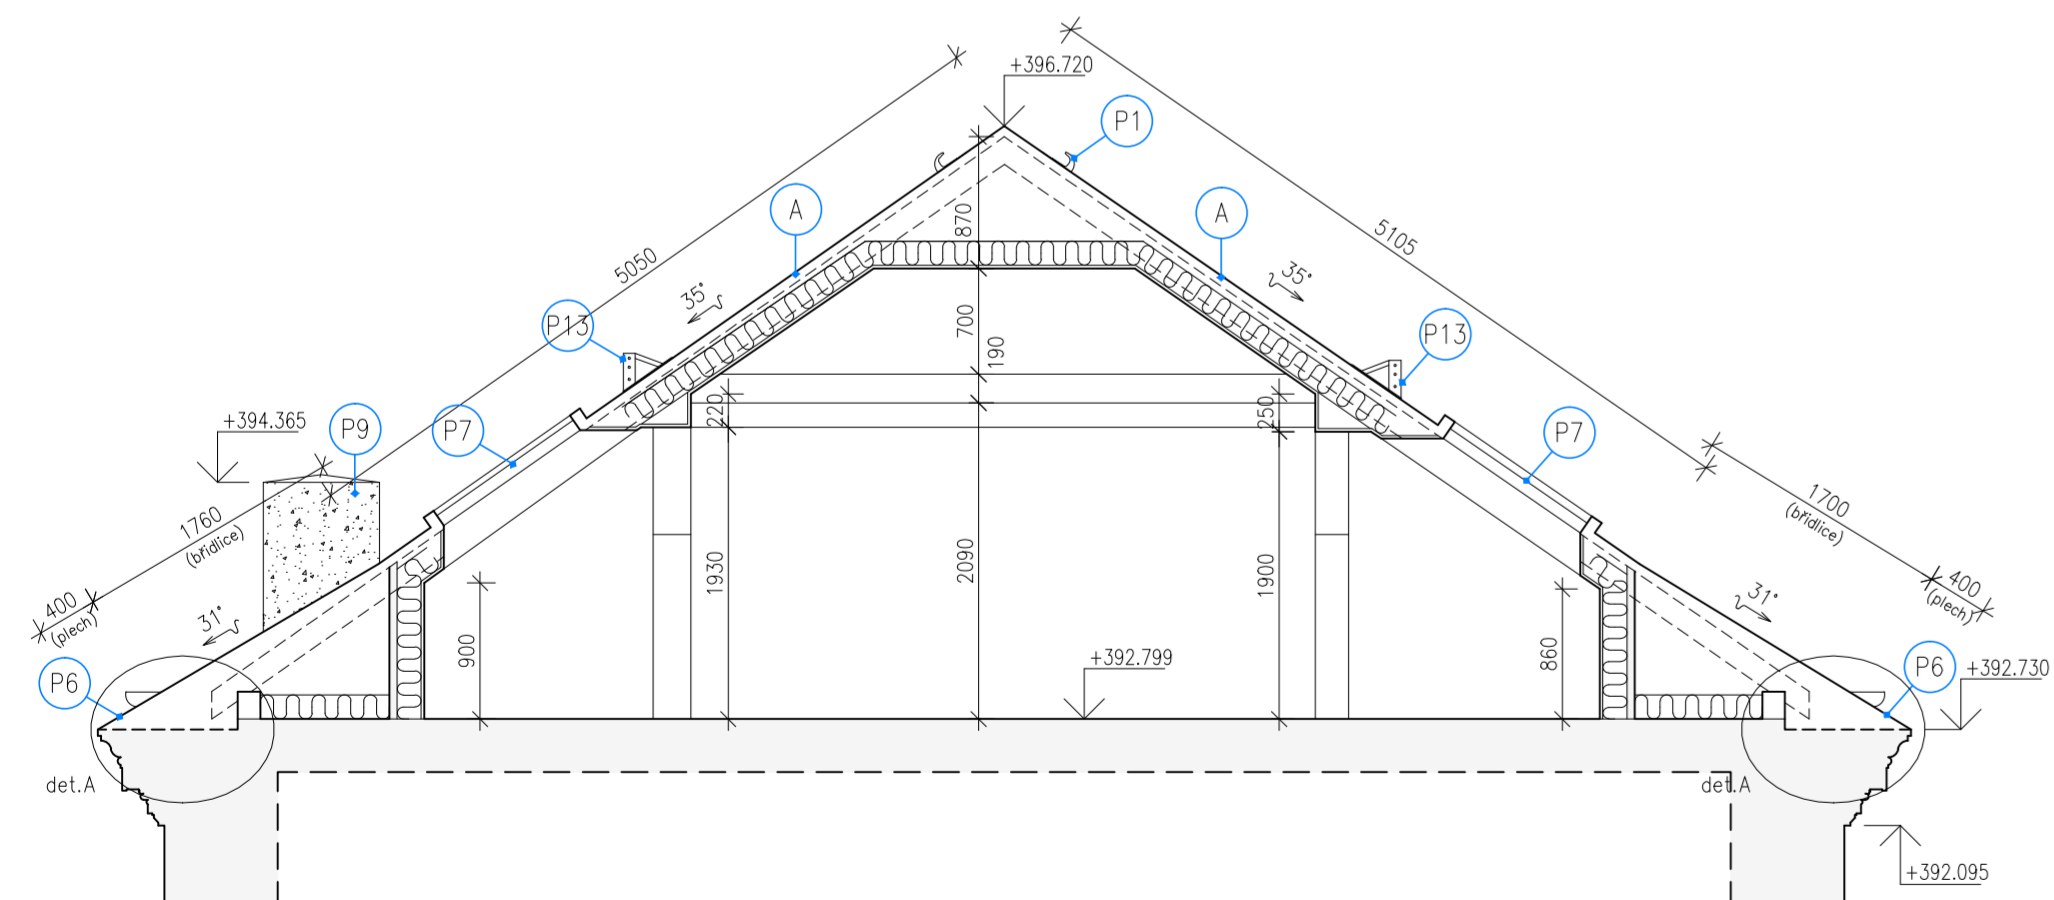 +396.720
P1
A
A
870
5050
5105
35°
35°
P13
P13
700
190
+394.365
P9
P7
220
250
P7
1760
(břidlice)
1700
(břidlice)
400
(plech)
400
(plech)
31°
31°
1930
2090
1900
900
860
+392.799
P6
P6
+392.730
det.A
det.A
+392.095